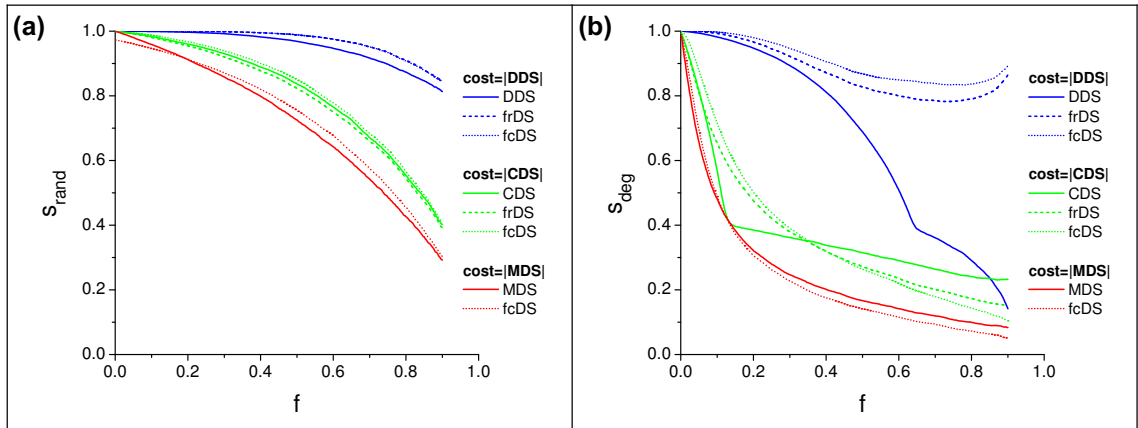 (a)
1.0
0.8
0.6
0.4
0.2
0.0
s_rand
0.0 0.2 0.4 0.6 0.8 1.0
f
cost=|DDS|
DDS
frDS
fcDS
cost=|CDS|
CDS
frDS
fcDS
cost=|MDS|
MDS
fcDS
(b)
1.0
0.8
0.6
0.4
0.2
0.0
s_deg
0.0 0.2 0.4 0.6 0.8 1.0
f
cost=|DDS|
DDS
frDS
fcDS
cost=|CDS|
CDS
frDS
fcDS
cost=|MDS|
MDS
fcDS